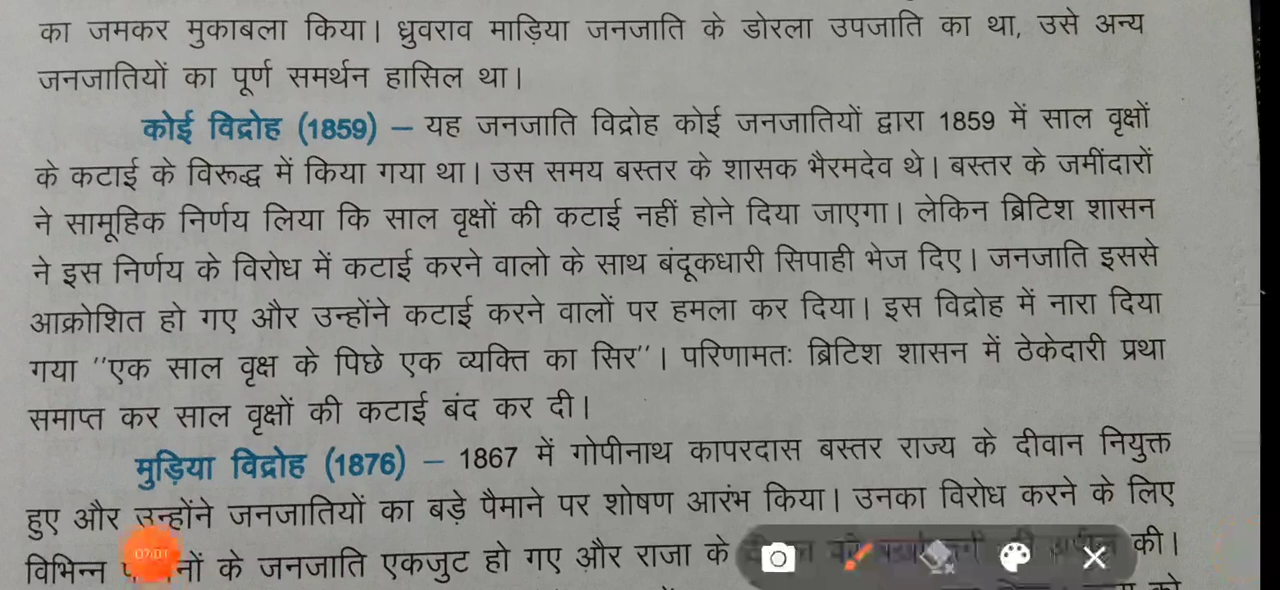 का जमकर मुकाबला किया। ध्रुवराव माड़िया जनजाति के डोरला उपजाति का था, उसे अन्य
जनजातियों का पूर्ण समर्थन हासिल था।
कोई विद्रोह (1859) – यह जनजाति विद्रोह कोई जनजातियों द्वारा 1859 में साल वृक्षों
के कटाई के विरूद्ध में किया गया था। उस समय बस्तर के शासक भैरमदेव थे। बस्तर के जमींदारों
ने सामूहिक निर्णय लिया कि साल वृक्षों की कटाई नहीं होने दिया जाएगा। लेकिन ब्रिटिश शासन
ने इस निर्णय के विरोध में कटाई करने वालो के साथ बंदूकधारी सिपाही भेज दिए। जनजाति इससे
आक्रोशित हो गए और उन्होंने कटाई करने वालों पर हमला कर दिया। इस विद्रोह में नारा दिया
गया "एक साल वृक्ष के पिछे एक व्यक्ति का सिर"। परिणामतः ब्रिटिश शासन में ठेकेदारी प्रथा
समाप्त कर साल वृक्षों की कटाई बंद कर दी।
मुड़िया विद्रोह (1876) – 1867 में गोपीनाथ कापरदास बस्तर राज्य के दीवान नियुक्त
हुए और उन्होंने जनजातियों का बड़े पैमाने पर शोषण आरंभ किया। उनका विरोध करने के लिए
विभिन्न के जनजाति एकजुट हो गए और राजा के की।
07:01